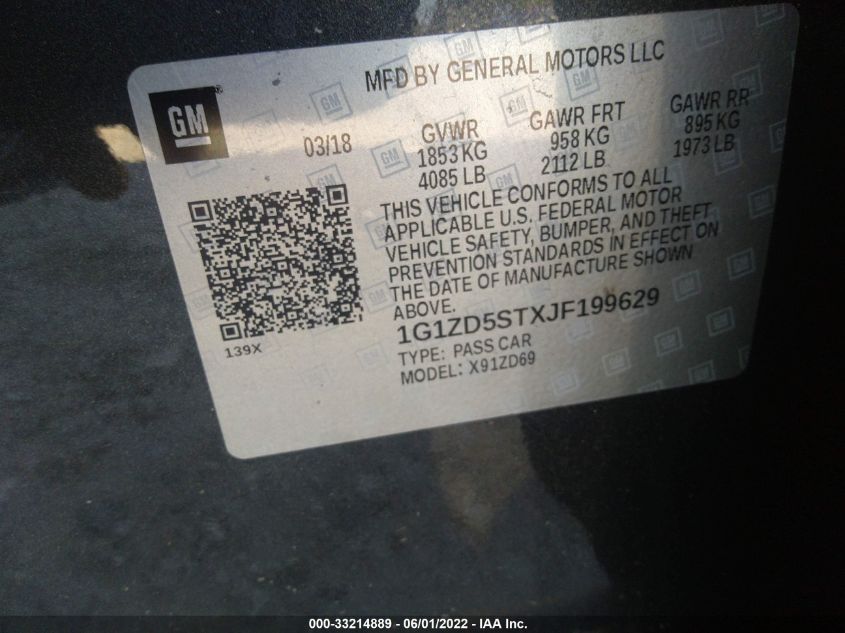 MFD BY GENERAL MOTORS LLC
GM
03/18
GVWR
1853 KG
4085 LB
GAWR FRT
958 KG
2112 LB
GAWR RR
895 KG
1973 LB
THIS VEHICLE CONFORMS TO ALL
APPLICABLE U.S. FEDERAL MOTOR
VEHICLE SAFETY, BUMPER, AND THEFT
PREVENTION STANDARDS IN EFFECT ON
THE DATE OF MANUFACTURE SHOWN
ABOVE.
1G1ZD5STXJF199629
TYPE: PASS CAR
MODEL: X91ZD69
139X
000-33214889 - 06/01/2022 - IAA Inc.